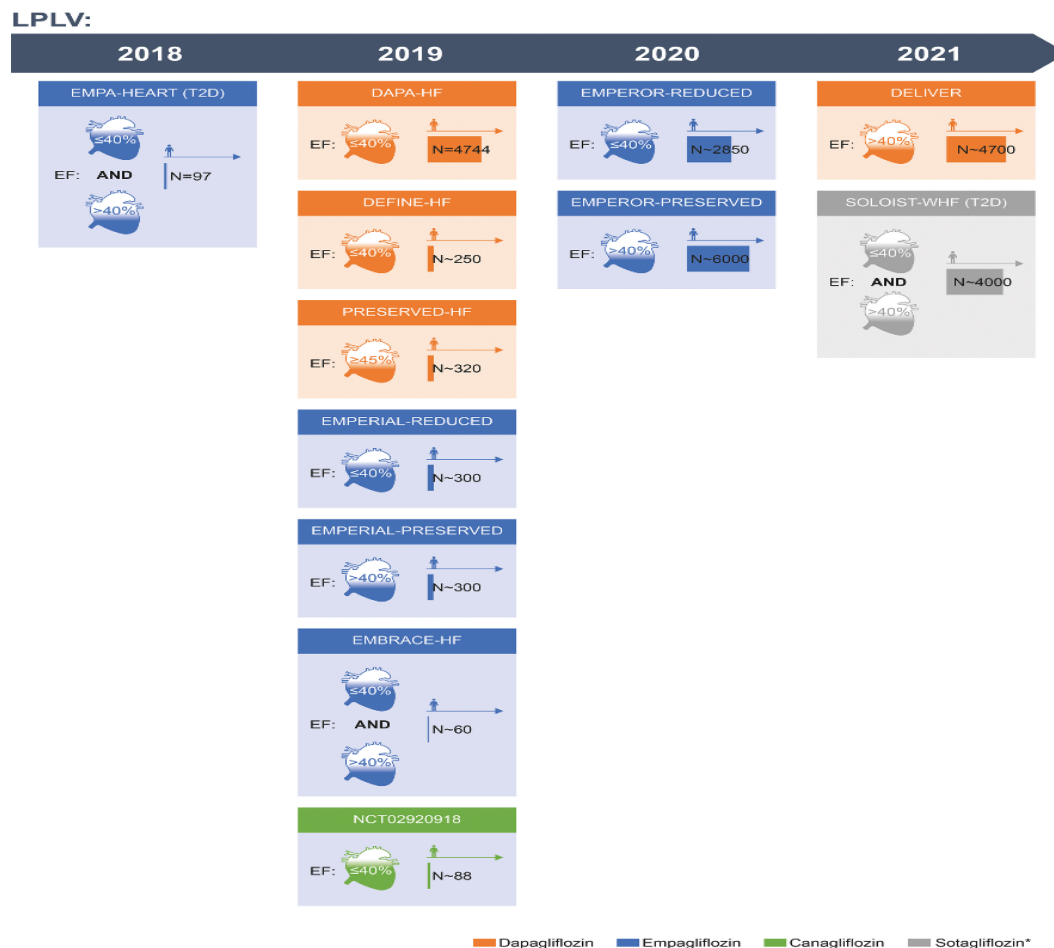 LPLV:
2018 2019 2020 2021
EMPA-HEART (T2D)
≤40%
EF: AND N=97
>40%
DAPA-HF
EF: ≤40% N=4744
DEFINE-HF
EF: ≤40% N~250
PRESERVED-HF
EF: ≥45% N~320
EMPERIAL-REDUCED
EF: ≤40% N~300
EMPERIAL-PRESERVED
EF: >40% N~300
EMBRACE-HF
≤40%
EF: AND N~60
>40%
NCT02920918
EF: ≤40% N~88
EMPEROR-REDUCED
EF: ≤40% N~2850
EMPEROR-PRESERVED
EF: >40% N~6000
DELIVER
EF: >40% N~4700
SOLOIST-WHF (T2D)
≤40%
EF: AND N~4000
>40%
Dapagliflozin Empagliflozin Canagliflozin Sotagliflozin*